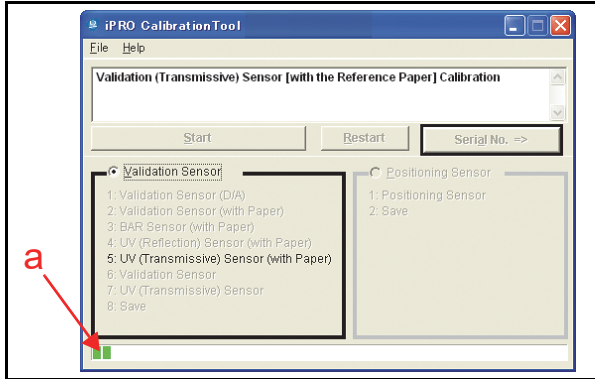 iPRO CalibrationTool
File Help
Validation (Transmissive) Sensor [with the Reference Paper] Calibration
Start Restart Serial No. =>
Validation Sensor
1: Validation Sensor (D/A)
2: Validation Sensor (with Paper)
3: BAR Sensor (with Paper)
4: UV (Reflection) Sensor (with Paper)
5: UV (Transmissive) Sensor (with Paper)
6: Validation Sensor
7: UV (Transmissive) Sensor
8: Save
Positioning Sensor
1: Positioning Sensor
2: Save
a